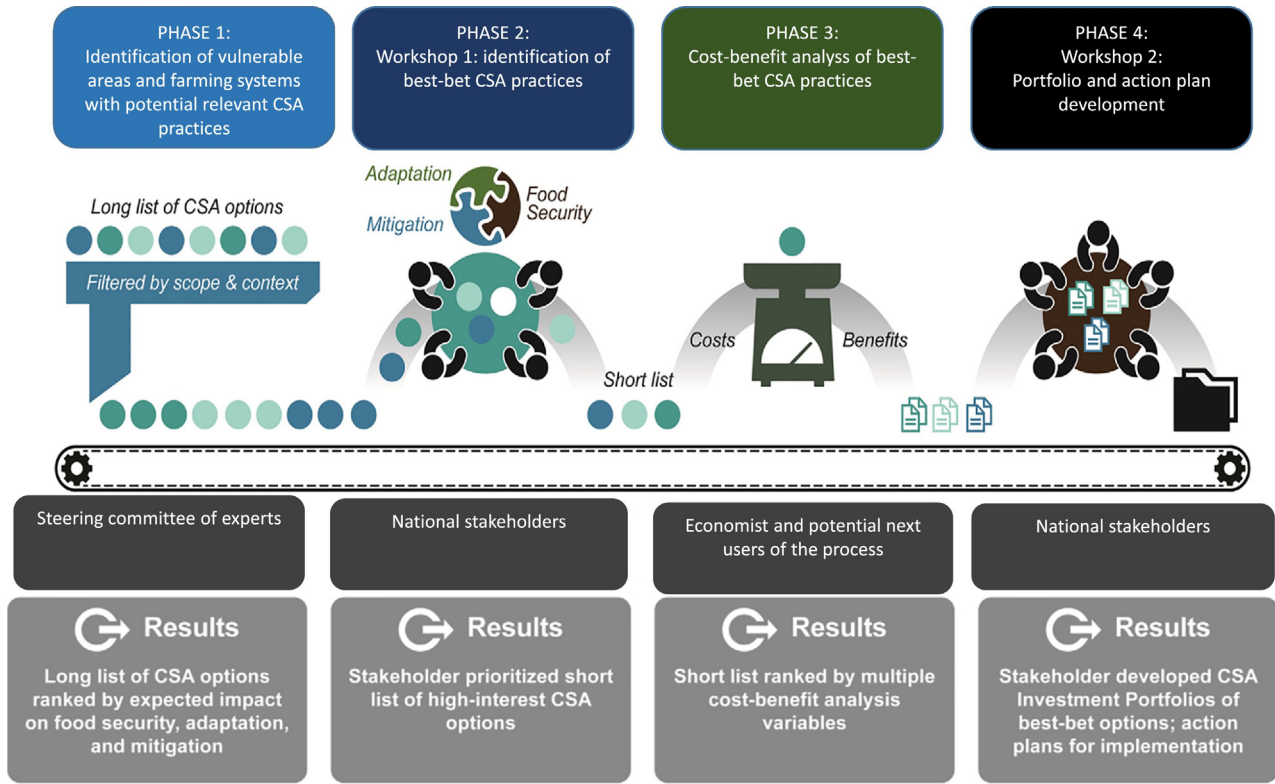 PHASE 1:
Identification of vulnerable
areas and farming systems
with potential relevant CSA
practices
PHASE 2:
Workshop 1: identification of
best-bet CSA practices
PHASE 3:
Cost-benefit analyss of best-
bet CSA practices
PHASE 4:
Workshop 2:
Portfolio and action plan
development
Long list of CSA options
Filtered by scope & context
Adaptation
Mitigation
Food
Security
Short list
Costs
Benefits
Steering committee of experts
National stakeholders
Economist and potential next
users of the process
National stakeholders
Results
Long list of CSA options
ranked by expected impact
on food security, adaptation,
and mitigation
Results
Stakeholder prioritized short
list of high-interest CSA
options
Results
Short list ranked by multiple
cost-benefit analysis
variables
Results
Stakeholder developed CSA
Investment Portfolios of
best-bet options; action
plans for implementation